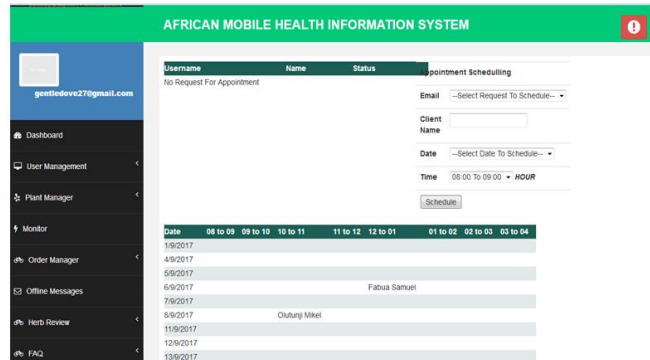 AFRICAN MOBILE HEALTH INFORMATION SYSTEM
gentledove27@gmail.com
Dashboard
User Management
Plant Manager
Monitor
Order Manager
Offline Messages
Herb Review
FAQ
Username Name Status
No Request For Appointment
Appointment Schedulling
Email --Select Request To Schedule--
Client
Name
Date --Select Date To Schedule--
Time 08:00 To 09:00 HOUR
Schedule
Date 08 to 09 09 to 10 10 to 11 11 to 12 12 to 01 01 to 02 02 to 03 03 to 04
1/9/2017
4/9/2017
5/9/2017
6/9/2017 Fabua Samuel
7/9/2017
8/9/2017 Olutunji Mikel
11/9/2017
12/9/2017
13/9/2017